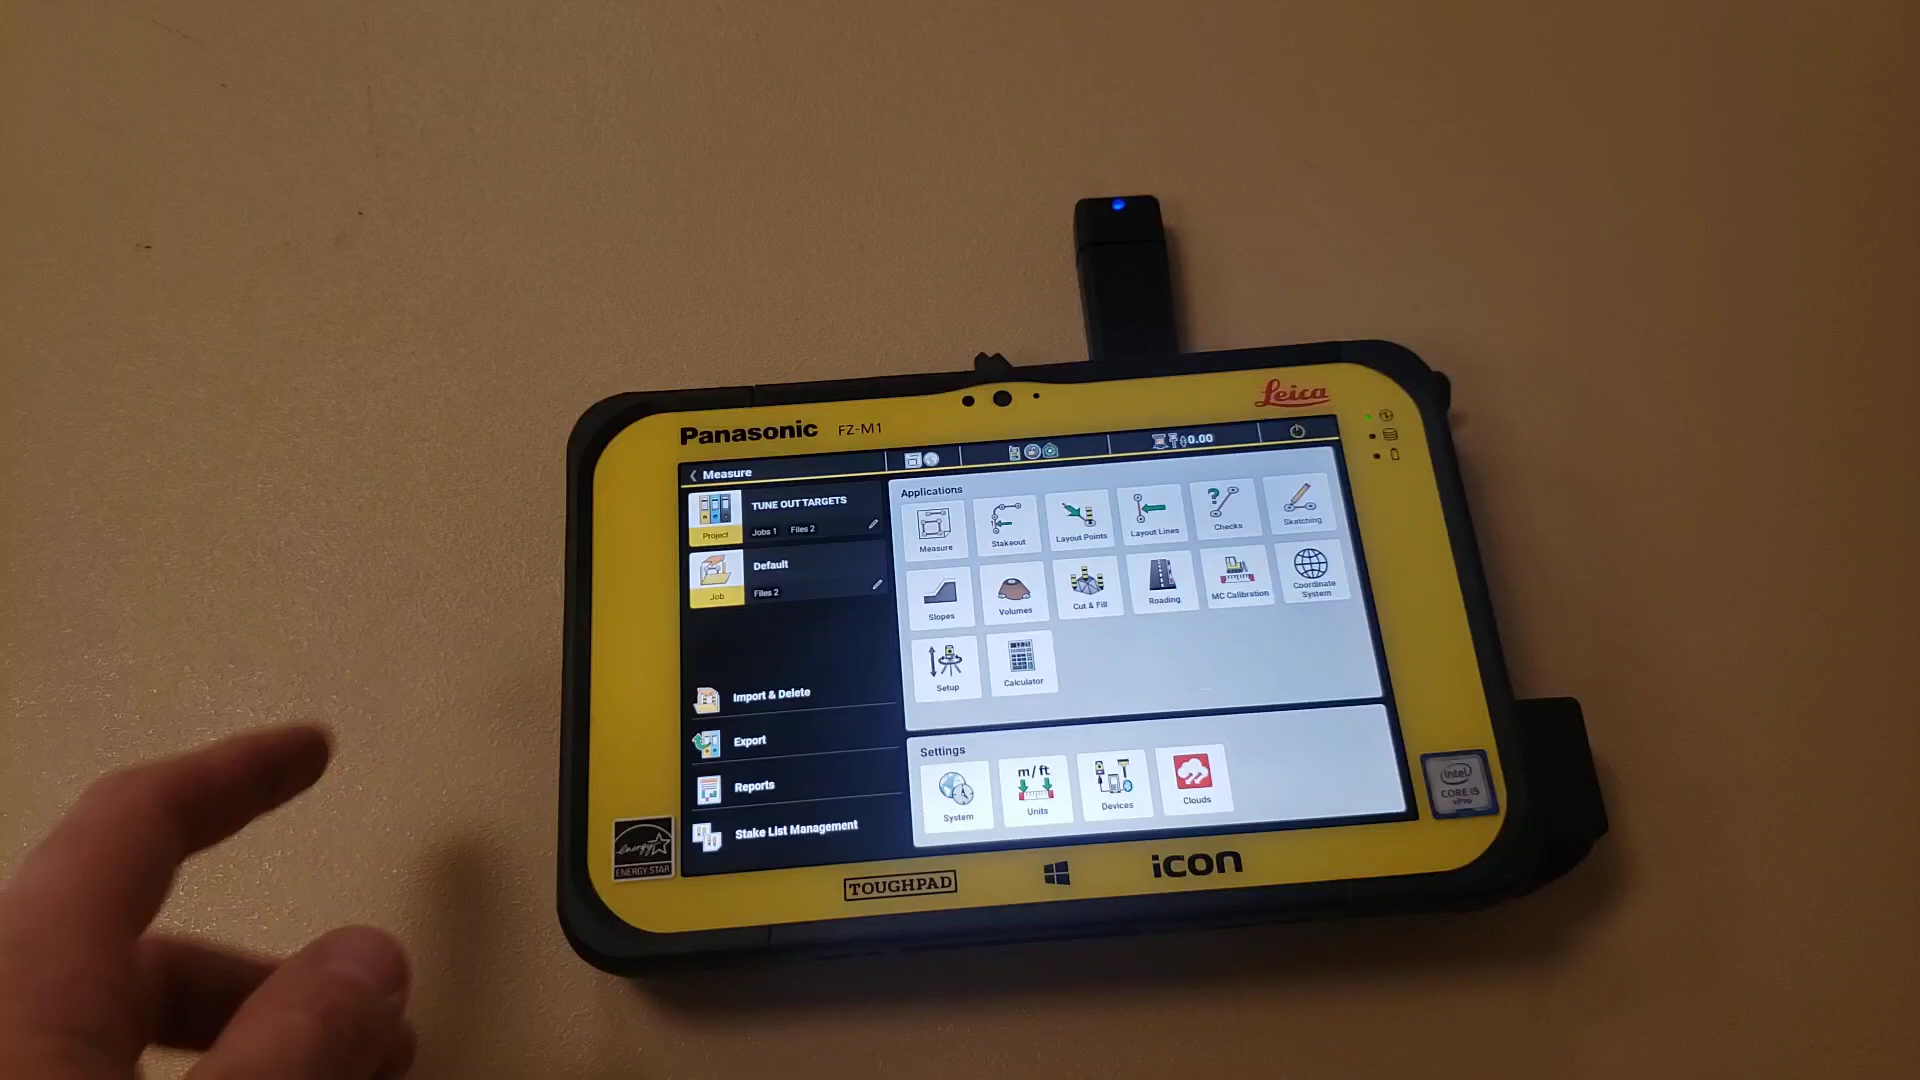 Leica
Panasonic FZ-M1
Measure
0.00
TUNE OUT TARGETS
Jobs 1 Files 2
Project
Default
Files 2
Job
Import & Delete
Export
Reports
Stake List Management
Applications
Measure
Stakeout
Layout Points
Layout Lines
Checks
Sketching
Slopes
Volumes
Cut & Fill
Roading
MC Calibration
Coordinate
System
Setup
Calculator
Settings
System
m/ft
Units
Devices
Clouds
energy
ENERGY STAR
TOUGHPAD
iCON
intel
CORE i5
vPro